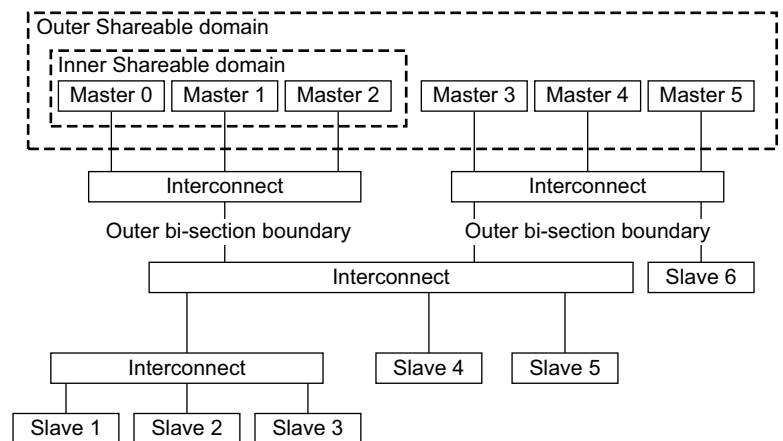 Outer Shareable domain
Inner Shareable domain
Master 0 Master 1 Master 2 Master 3 Master 4 Master 5
Interconnect Interconnect
Outer bi-section boundary Outer bi-section boundary
Interconnect Slave 6
Interconnect Slave 4 Slave 5
Slave 1 Slave 2 Slave 3